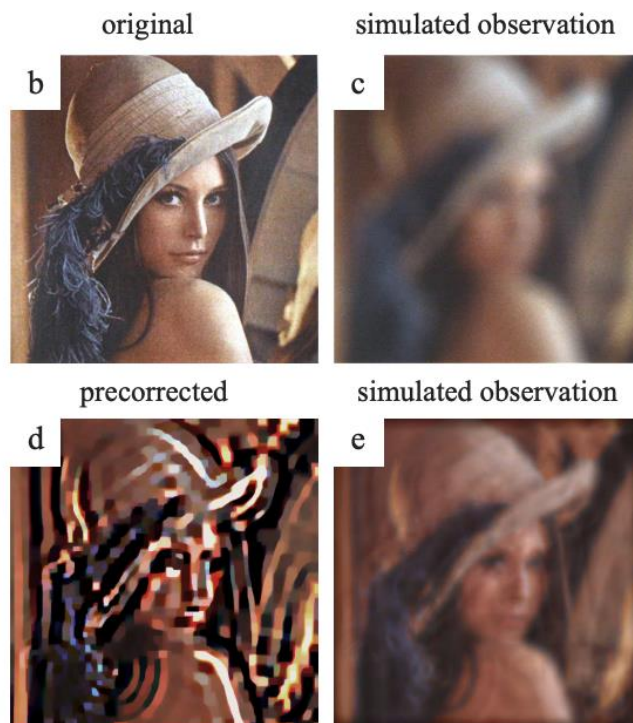 original
simulated observation
b
c
precorrected
simulated observation
d
e